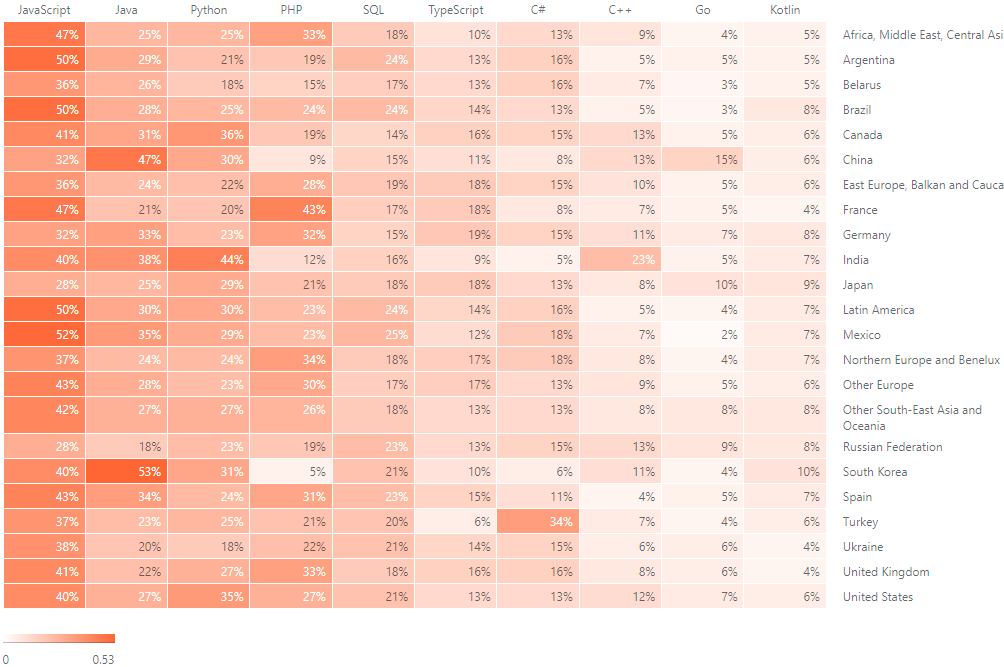 JavaScript Java Python PHP SQL TypeScript C# C++ Go Kotlin
47% 25% 25% 33% 18% 10% 13% 9% 4% 5% Africa, Middle East, Central Asi
50% 29% 21% 19% 24% 13% 16% 5% 5% 5% Argentina
36% 26% 18% 15% 17% 13% 16% 7% 3% 5% Belarus
50% 28% 25% 24% 24% 14% 13% 5% 3% 8% Brazil
41% 31% 36% 19% 14% 16% 15% 13% 5% 6% Canada
32% 47% 30% 9% 15% 11% 8% 13% 15% 6% China
36% 24% 22% 28% 19% 18% 15% 10% 5% 6% East Europe, Balkan and Cauca
47% 21% 20% 43% 17% 18% 8% 7% 5% 4% France
32% 33% 23% 32% 15% 19% 15% 11% 7% 8% Germany
40% 38% 44% 12% 16% 9% 5% 23% 5% 7% India
28% 25% 29% 21% 18% 18% 13% 8% 10% 9% Japan
50% 30% 30% 23% 24% 14% 16% 5% 4% 7% Latin America
52% 35% 29% 23% 25% 12% 18% 7% 2% 7% Mexico
37% 24% 24% 34% 18% 17% 18% 8% 4% 7% Northern Europe and Benelux
43% 28% 23% 30% 17% 17% 13% 9% 5% 6% Other Europe
42% 27% 27% 26% 18% 13% 13% 8% 8% 8% Other South-East Asia and
Oceania
28% 18% 23% 19% 23% 13% 15% 13% 9% 8% Russian Federation
40% 53% 31% 5% 21% 10% 6% 11% 4% 10% South Korea
43% 34% 24% 31% 23% 15% 11% 4% 5% 7% Spain
37% 23% 25% 21% 20% 6% 34% 7% 4% 6% Turkey
38% 20% 18% 22% 21% 14% 15% 6% 6% 4% Ukraine
41% 22% 27% 33% 18% 16% 16% 8% 6% 4% United Kingdom
40% 27% 35% 27% 21% 13% 13% 12% 7% 6% United States
0 0.53